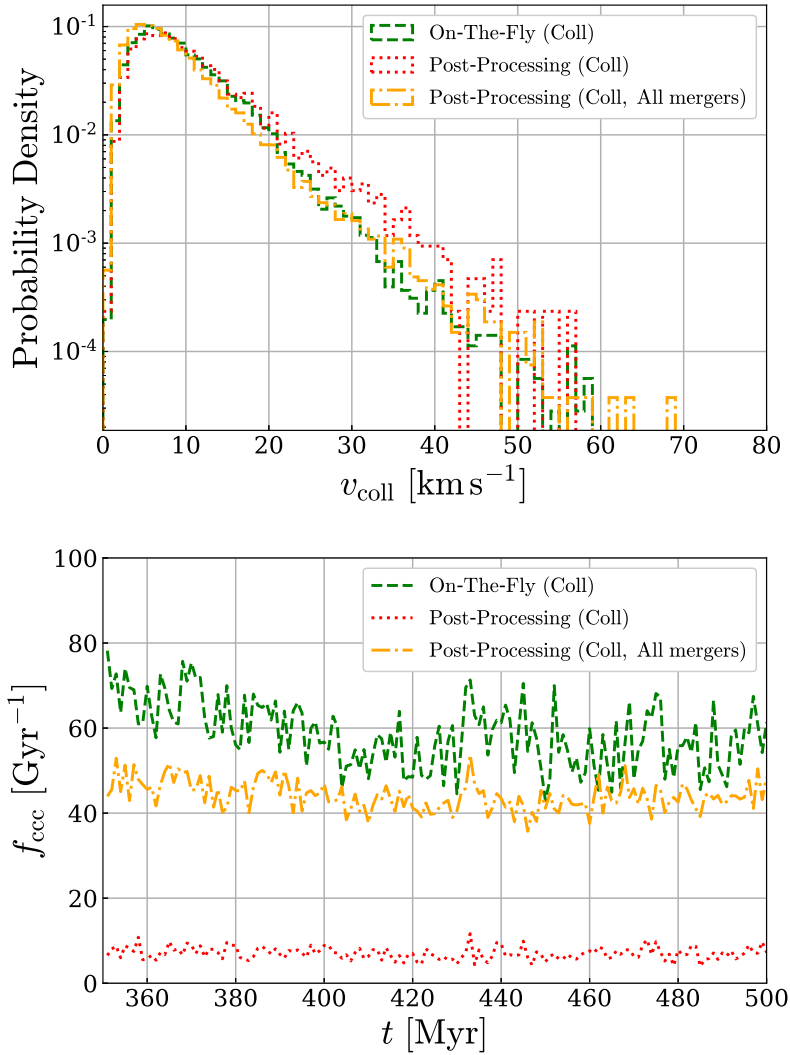 10⁻¹
10⁻²
10⁻³
10⁻⁴
Probability Density
On-The-Fly (Coll)
Post-Processing (Coll)
Post-Processing (Coll, All mergers)
0 10 20 30 40 50 60 70 80
v_coll [km s⁻¹]
100
80
60
40
20
0
f_ccc [Gyr⁻¹]
On-The-Fly (Coll)
Post-Processing (Coll)
Post-Processing (Coll, All mergers)
360 380 400 420 440 460 480 500
t [Myr]